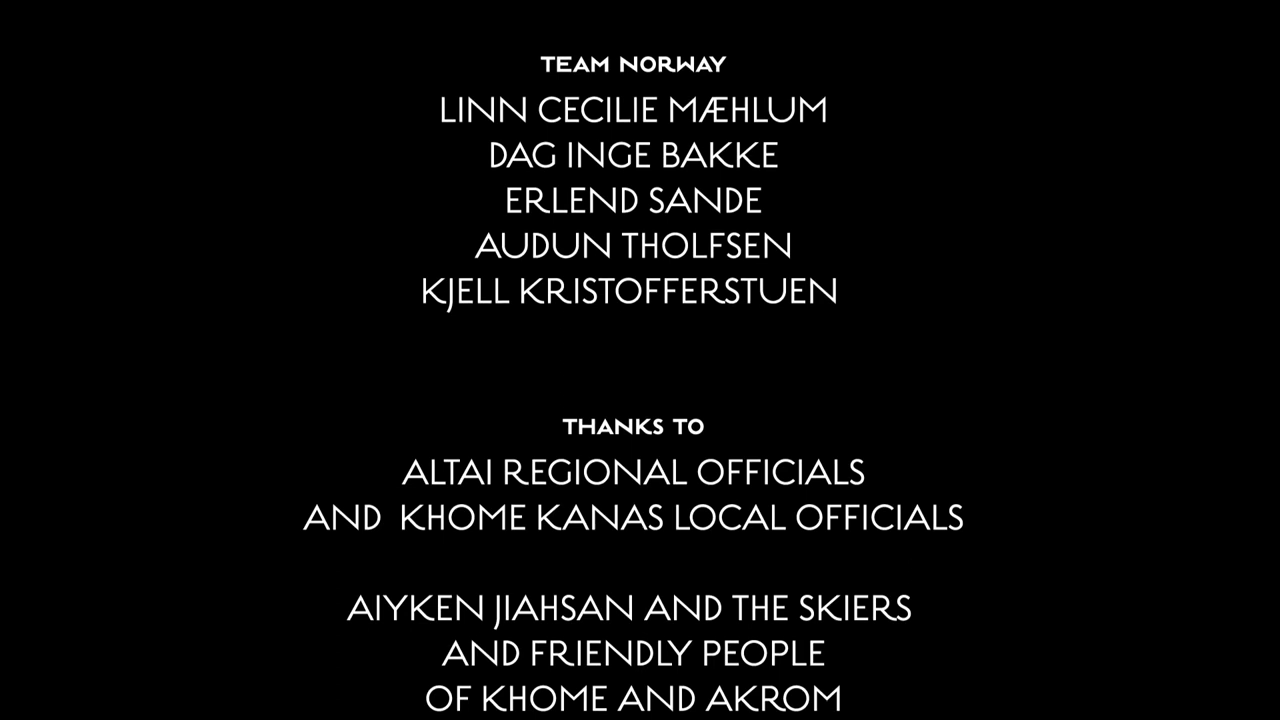 TEAM NORWAY
LINN CECILIE MÆHLUM
DAG INGE BAKKE
ERLEND SANDE
AUDUN THOLFSEN
KJELL KRISTOFFERSTUEN
THANKS TO
ALTAI REGIONAL OFFICIALS
AND KHOME KANAS LOCAL OFFICIALS
AIYKEN JIAHSAN AND THE SKIERS
AND FRIENDLY PEOPLE
OF KHOME AND AKROM